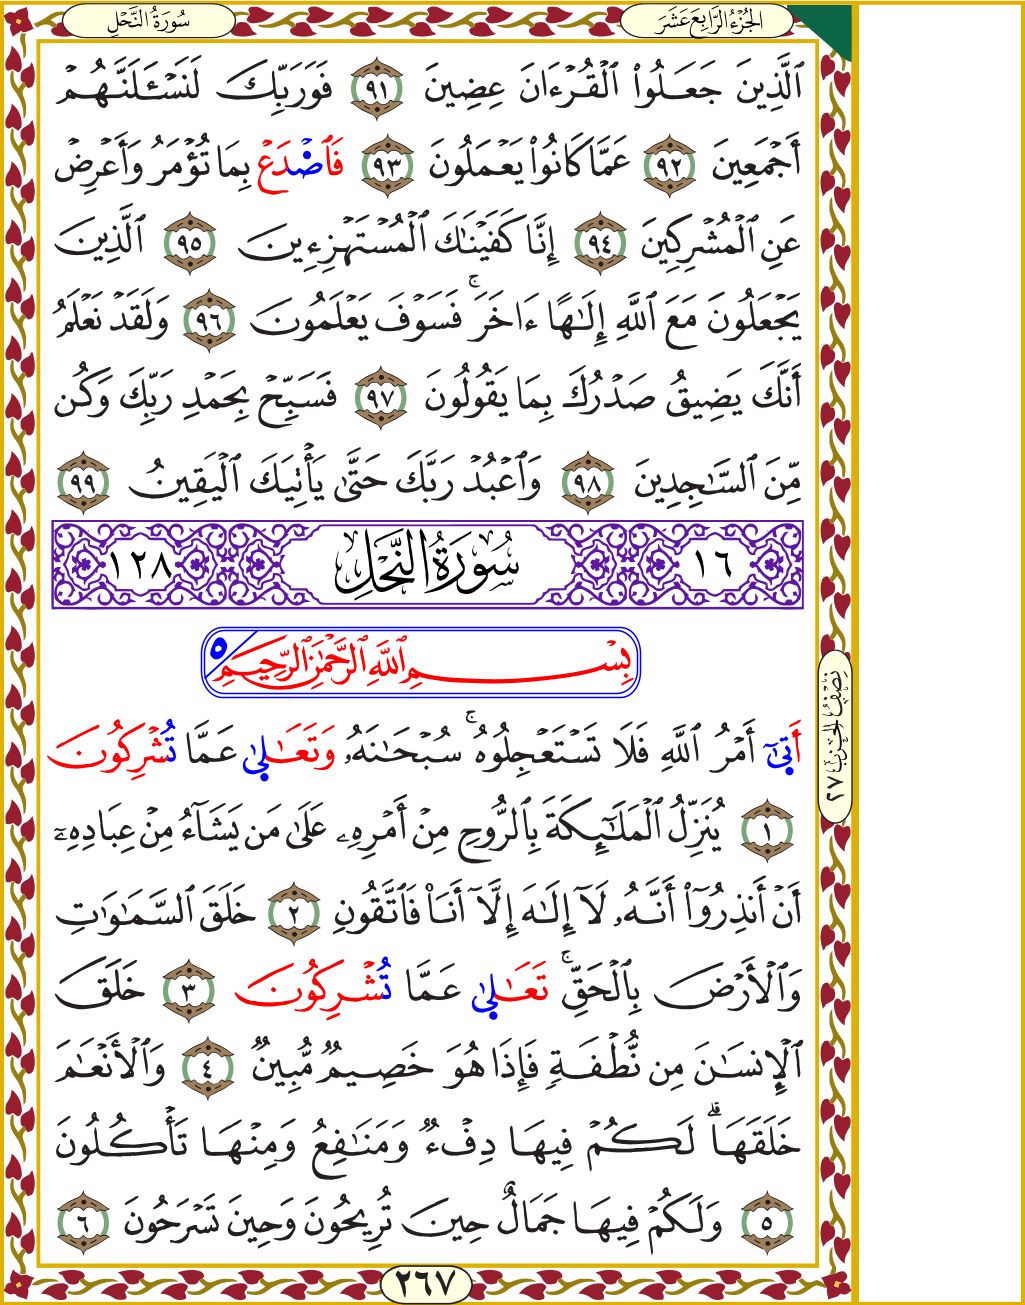 الجُزْءُ الرَّابِعَ عَشَرَ
سُورَةُ النَّحْلِ
ٱلَّذِينَ جَعَلُوا۟ ٱلْقُرْءَانَ عِضِينَ ٩١ فَوَرَبِّكَ لَنَسْـَٔلَنَّهُمْ
أَجْمَعِينَ ٩٢ عَمَّا كَانُوا۟ يَعْمَلُونَ ٩٣ فَٱصْدَعْ بِمَا تُؤْمَرُ وَأَعْرِضْ
عَنِ ٱلْمُشْرِكِينَ ٩٤ إِنَّا كَفَيْنَٰكَ ٱلْمُسْتَهْزِءِينَ ٩٥ ٱلَّذِينَ
يَجْعَلُونَ مَعَ ٱللَّهِ إِلَٰهًا ءَاخَرَ ۚ فَسَوْفَ يَعْلَمُونَ ٩٦ وَلَقَدْ نَعْلَمُ
أَنَّكَ يَضِيقُ صَدْرُكَ بِمَا يَقُولُونَ ٩٧ فَسَبِّحْ بِحَمْدِ رَبِّكَ وَكُن
مِّنَ ٱلسَّٰجِدِينَ ٩٨ وَٱعْبُدْ رَبَّكَ حَتَّىٰ يَأْتِيَكَ ٱلْيَقِينُ ٩٩
١٦ سُورَةُ النَّحْلِ ١٢٨
بِسْمِ ٱللَّهِ ٱلرَّحْمَٰنِ ٱلرَّحِيمِ ٥
أَتَىٰٓ أَمْرُ ٱللَّهِ فَلَا تَسْتَعْجِلُوهُ ۚ سُبْحَٰنَهُۥ وَتَعَٰلَىٰ عَمَّا تُشْرِكُونَ
١ يُنَزِّلُ ٱلْمَلَٰٓئِكَةَ بِٱلرُّوحِ مِنْ أَمْرِهِۦ عَلَىٰ مَن يَشَآءُ مِنْ عِبَادِهِۦٓ
أَنْ أَنذِرُوٓا۟ أَنَّهُۥ لَآ إِلَٰهَ إِلَّآ أَنَا۠ فَٱتَّقُونِ ٢ خَلَقَ ٱلسَّمَٰوَٰتِ
وَٱلْأَرْضَ بِٱلْحَقِّ ۚ تَعَٰلَىٰ عَمَّا تُشْرِكُونَ ٣ خَلَقَ
ٱلْإِنسَٰنَ مِن نُّطْفَةٍ فَإِذَا هُوَ خَصِيمٌ مُّبِينٌ ٤ وَٱلْأَنْعَٰمَ
خَلَقَهَا ۗ لَكُمْ فِيهَا دِفْءٌ وَمَنَٰفِعُ وَمِنْهَا تَأْكُلُونَ
٥ وَلَكُمْ فِيهَا جَمَالٌ حِينَ تُرِيحُونَ وَحِينَ تَسْرَحُونَ ٦
نِصْفُ الحِزْبِ ٢٧
٢٦٧